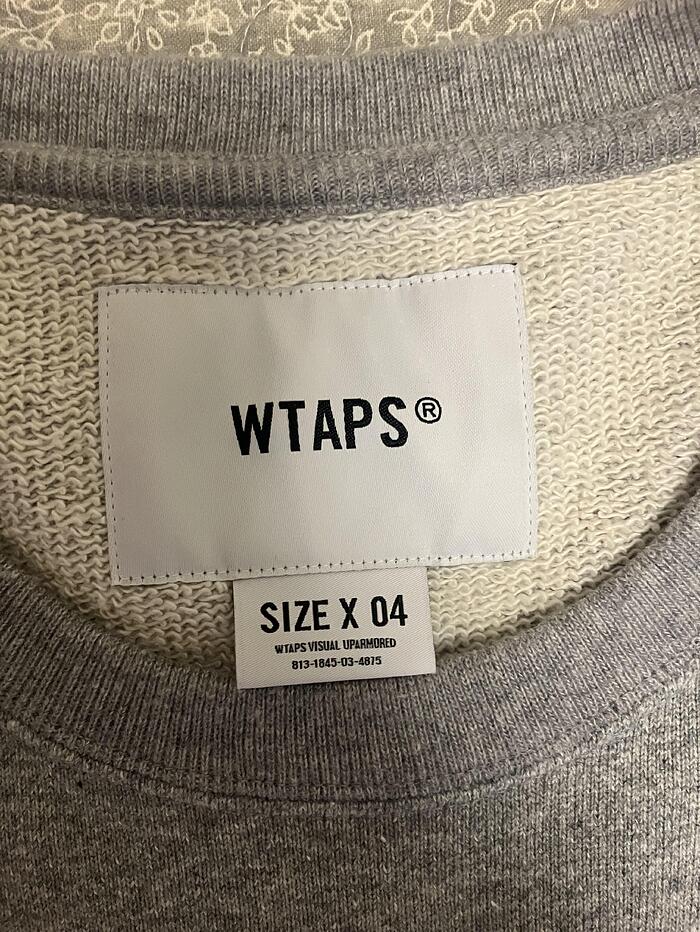 WTAPS®
SIZE X 04
WTAPS VISUAL UPARMORED
813-1845-03-4875